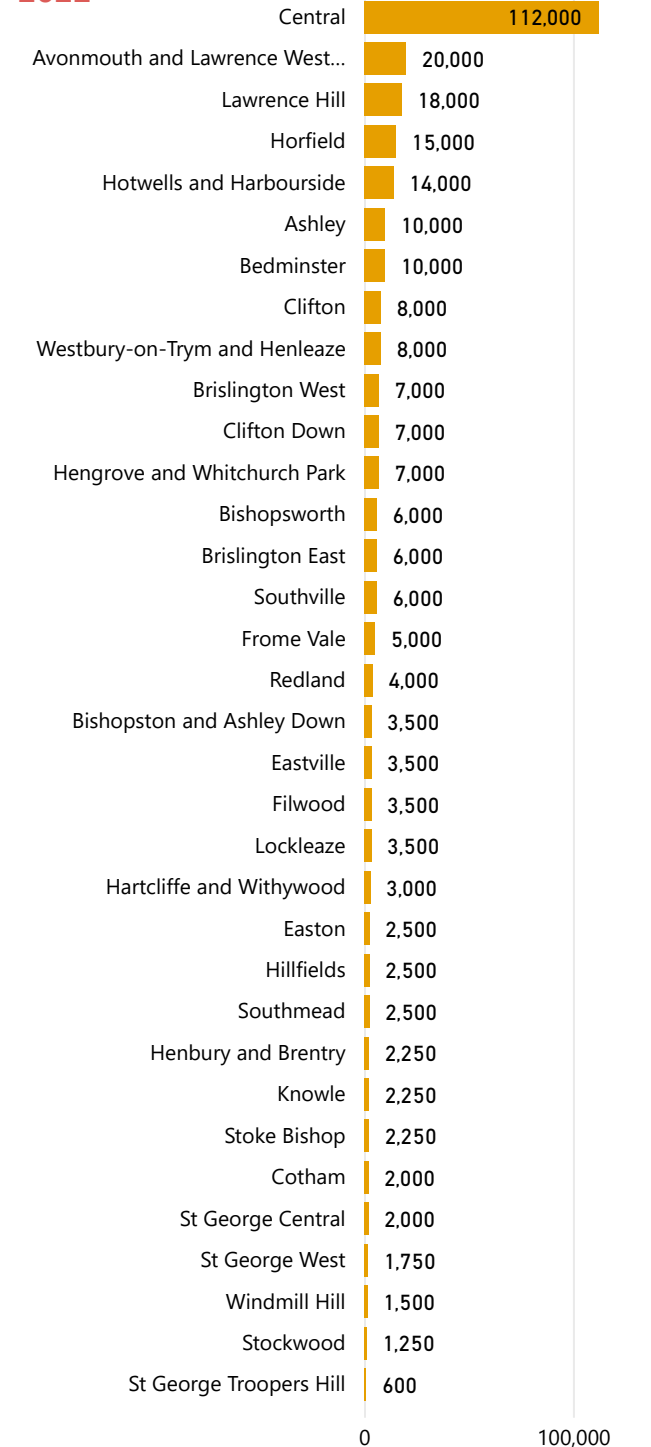 Central 112,000
Avonmouth and Lawrence West... 20,000
Lawrence Hill 18,000
Horfield 15,000
Hotwells and Harbourside 14,000
Ashley 10,000
Bedminster 10,000
Clifton 8,000
Westbury-on-Trym and Henleaze 8,000
Brislington West 7,000
Clifton Down 7,000
Hengrove and Whitchurch Park 7,000
Bishopsworth 6,000
Brislington East 6,000
Southville 6,000
Frome Vale 5,000
Redland 4,000
Bishopston and Ashley Down 3,500
Eastville 3,500
Filwood 3,500
Lockleaze 3,500
Hartcliffe and Withywood 3,000
Easton 2,500
Hillfields 2,500
Southmead 2,500
Henbury and Brentry 2,250
Knowle 2,250
Stoke Bishop 2,250
Cotham 2,000
St George Central 2,000
St George West 1,750
Windmill Hill 1,500
Stockwood 1,250
St George Troopers Hill 600
0 100,000